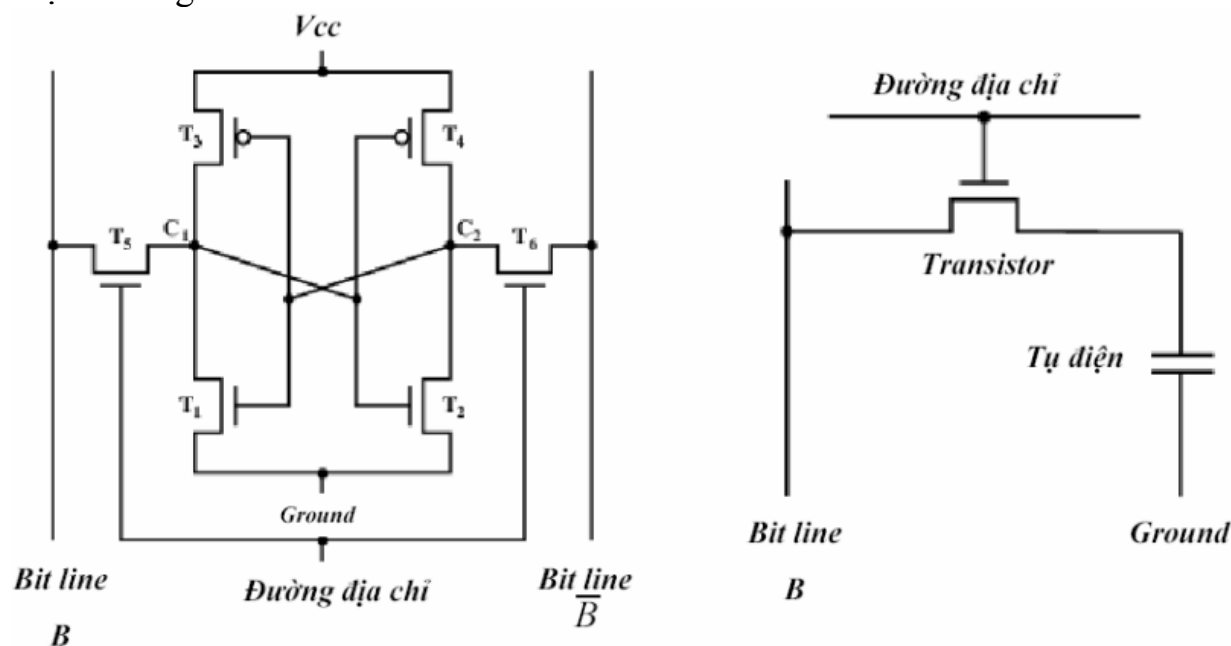 Vcc
T3
T4
T5
C1
C2
T6
T1
T2
Ground
Đường địa chỉ
Bit line
B
Bit line
B̅
Đường địa chỉ
Transistor
Tụ điện
Bit line
B
Ground